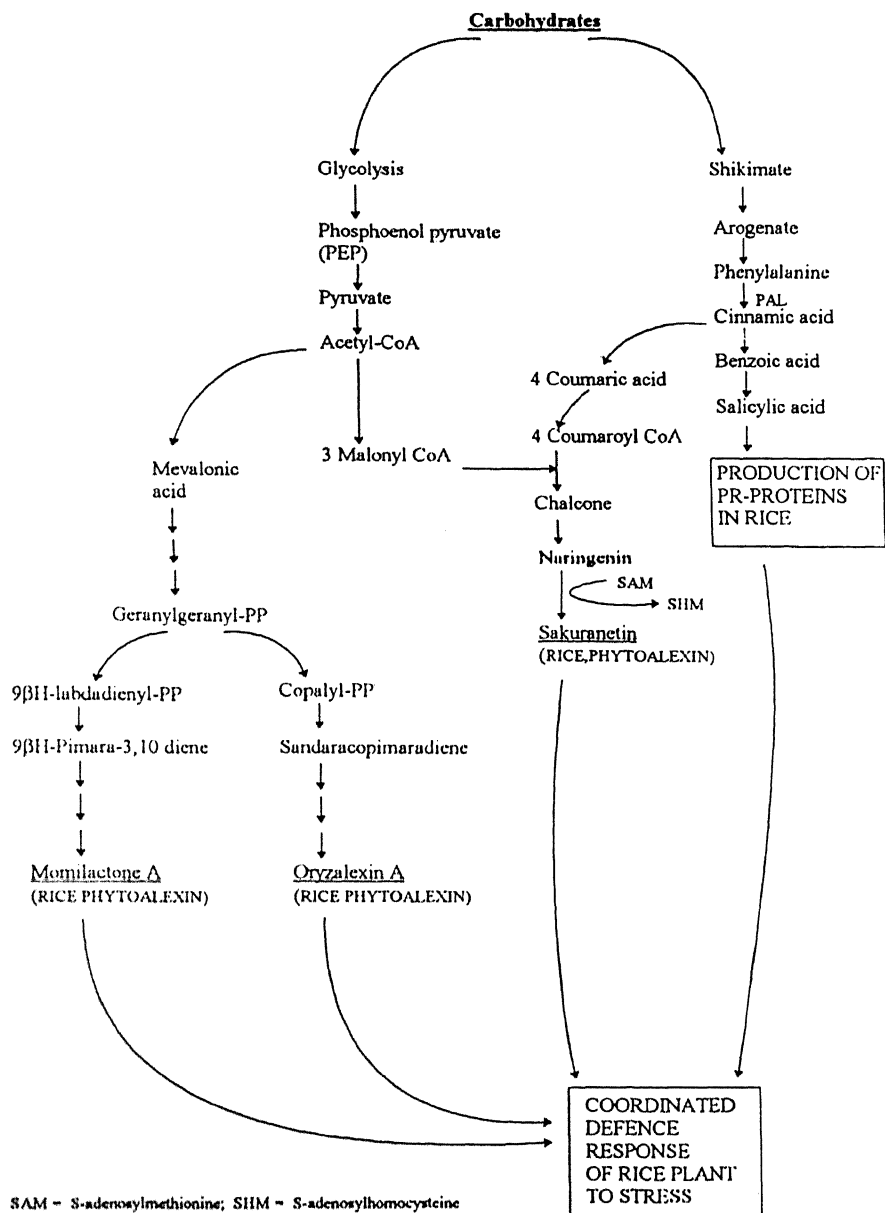 Carbohydrates
Glycolysis
Shikimate
Phosphoenol pyruvate
(PEP)
Arogenate
Phenylalanine
Pyruvate
PAL
Cinnamic acid
Acetyl-CoA
Benzoic acid
4 Coumaric acid
Salicylic acid
4 Coumaroyl CoA
3 Malonyl CoA
Mevalonic
acid
PRODUCTION OF
PR-PROTEINS
IN RICE
Chalcone
Naringenin
SAM
SHM
Geranylgeranyl-PP
Sakuranetin
(RICE,PHYTOALEXIN)
9βH-labdadienyl-PP
Copalyl-PP
9βH-Pimara-3,10 diene
Sandaracopimaradiene
Momilactone A
(RICE PHYTOALEXIN)
Oryzalexin A
(RICE PHYTOALEXIN)
COORDINATED
DEFENCE
RESPONSE
OF RICE PLANT
TO STRESS
SAM = S-adenosylmethionine; SHM = S-adenosylhomocysteine